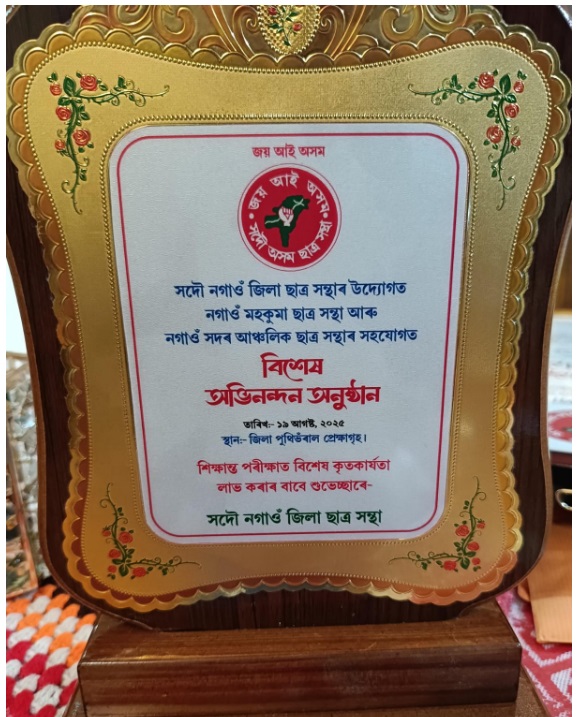 জয় আই অসম
জয় আই অসম
সদৌ অসম ছাত্ৰ সন্থা
সদৌ নগাওঁ জিলা ছাত্ৰ সন্থাৰ উদ্যোগত
নগাওঁ মহকুমা ছাত্ৰ সন্থা আৰু
নগাওঁ সদৰ আঞ্চলিক ছাত্ৰ সন্থাৰ সহযোগত
বিশেষ
অভিনন্দন অনুষ্ঠান
তাৰিখ:- ১৯ আগষ্ট, ২০২৫
স্থান:- জিলা পুথিভঁৰাল প্ৰেক্ষাগৃহ।
শিক্ষান্ত পৰীক্ষাত বিশেষ কৃতকাৰ্যতা
লাভ কৰাৰ বাবে শুভেচ্ছাৰে-
সদৌ নগাওঁ জিলা ছাত্ৰ সন্থা